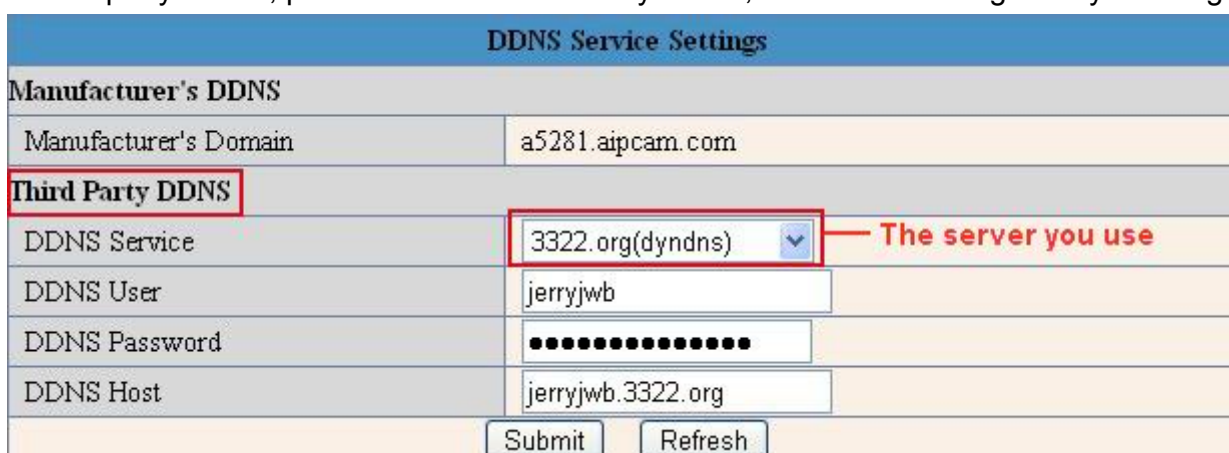 DDNS Service Settings
Manufacturer's DDNS
Manufacturer's Domain a5281.aipcam.com
Third Party DDNS
DDNS Service 3322.org(dyndns) The server you use
DDNS User jerryjwb
DDNS Password ●●●●●●●●●●●●●●
DDNS Host jerryjwb.3322.org
Submit Refresh